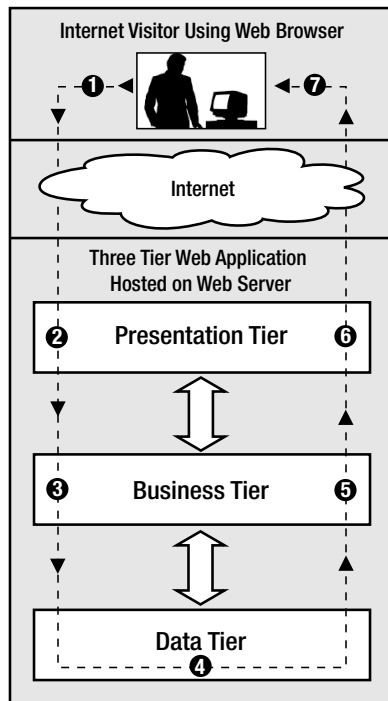 Internet Visitor Using Web Browser
1
7
Internet
Three Tier Web Application
Hosted on Web Server
2
Presentation Tier
6
3
Business Tier
5
Data Tier
4